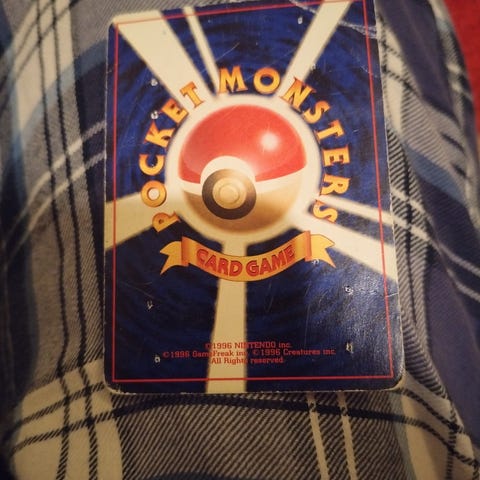 POCKET MONSTERS
CARD GAME
©1996 NINTENDO inc.
©1996 GameFreak inc. © 1996 Creatures inc.
All Rights reserved.